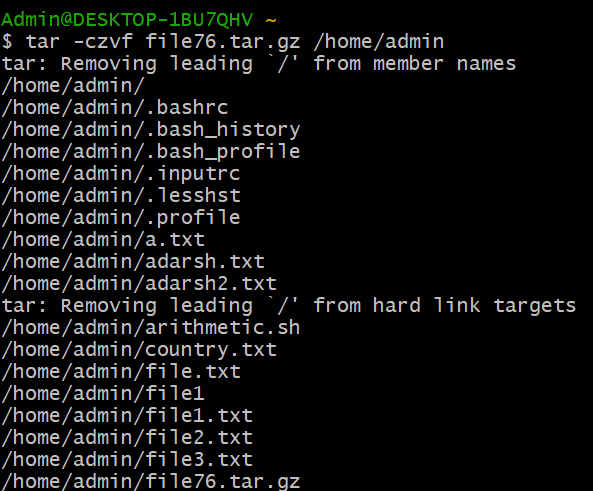 Admin@DESKTOP-1BU7QHV ~
$ tar -czvf file76.tar.gz /home/admin
tar: Removing leading `/' from member names
/home/admin/
/home/admin/.bashrc
/home/admin/.bash_history
/home/admin/.bash_profile
/home/admin/.inputrc
/home/admin/.lesshst
/home/admin/.profile
/home/admin/a.txt
/home/admin/adarsh.txt
/home/admin/adarsh2.txt
tar: Removing leading `/' from hard link targets
/home/admin/arithmetic.sh
/home/admin/country.txt
/home/admin/file.txt
/home/admin/file1
/home/admin/file1.txt
/home/admin/file2.txt
/home/admin/file3.txt
/home/admin/file76.tar.gz